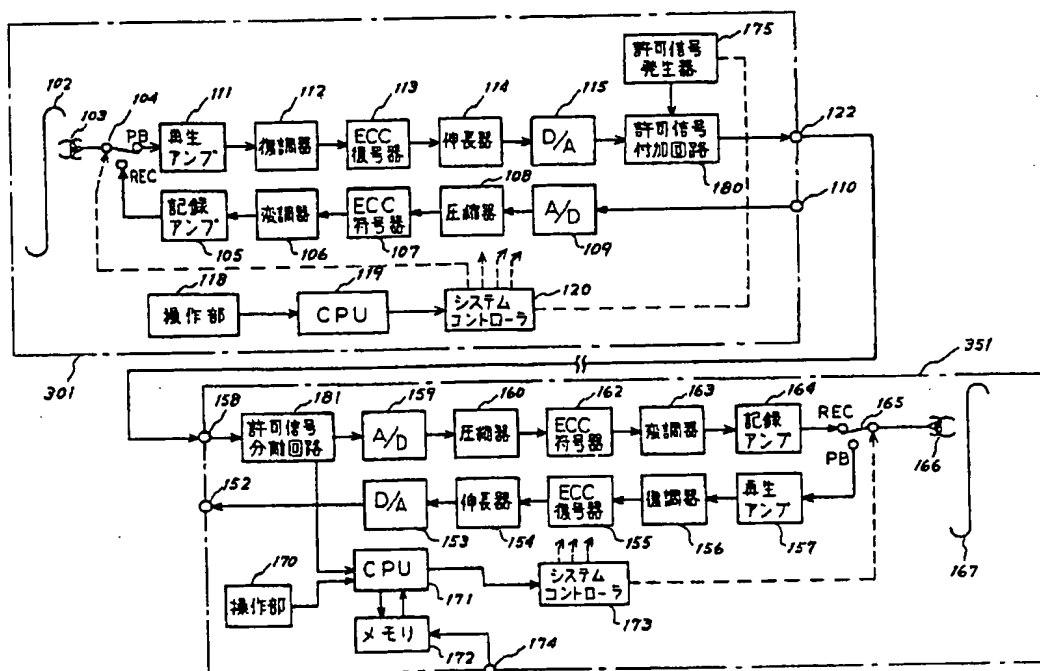 175
許可信号
発生器
102
103
104
111
112
113
114
115
122
PB
再生
アンプ
復調器
ECC
復号器
伸長器
D/A
許可信号
付加回路
180
REC
108
110
記録
アンプ
変調器
ECC
符号器
圧縮器
A/D
105
106
107
109
118
119
120
操作部
CPU
システム
コントローラ
301
351
158
181
159
160
162
163
164
165
許可信号
分離回路
A/D
圧縮器
ECC
符号器
変調器
記録
アンプ
REC
PB
166
152
D/A
伸長器
ECC
復号器
復調器
再生
アンプ
153
154
155
156
157
167
170
操作部
CPU
171
システム
コントローラ
173
メモリ
172
174